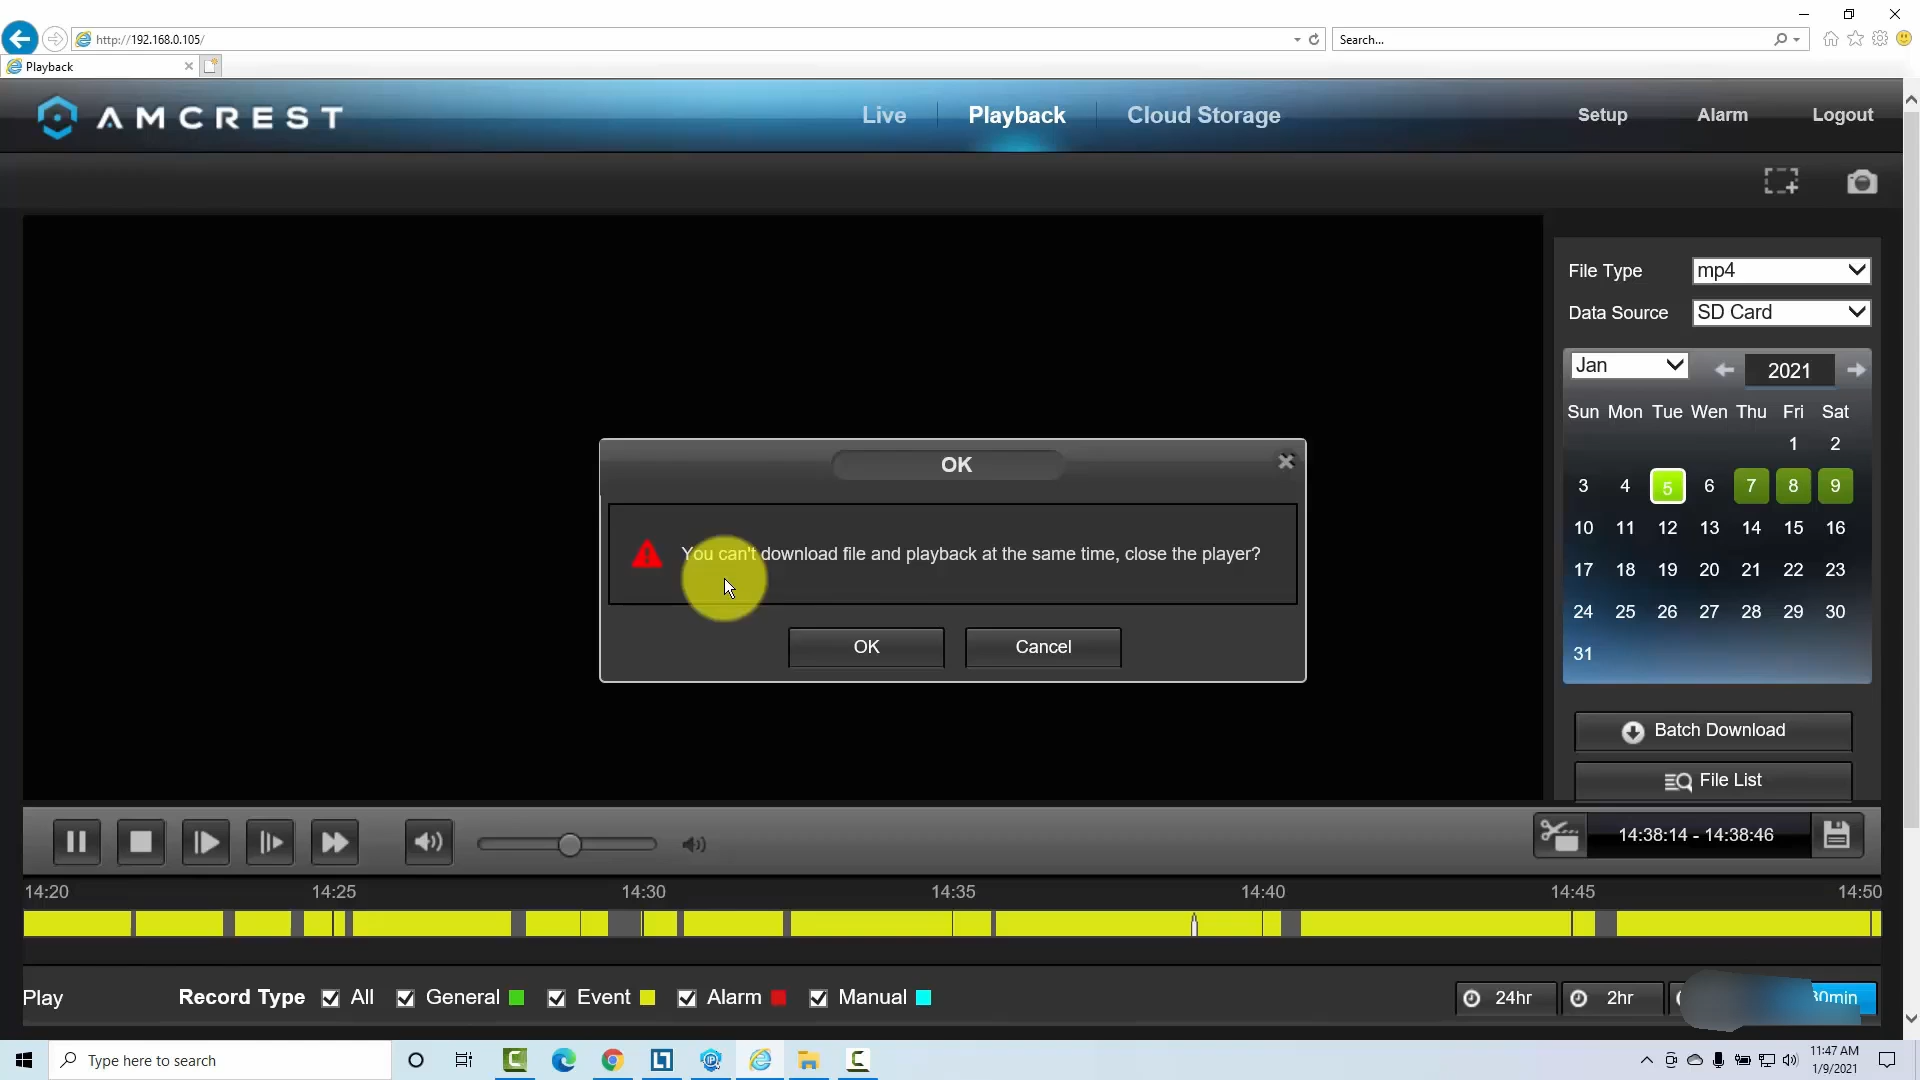 http://192.168.0.105/
Search...
Playback
AMCREST
Live
Playback
Cloud Storage
Setup
Alarm
Logout
File Type
mp4
Data Source
SD Card
Jan
2021
Sun Mon Tue Wen Thu Fri Sat
1 2
3 4 5 6 7 8 9
10 11 12 13 14 15 16
17 18 19 20 21 22 23
24 25 26 27 28 29 30
31
OK
You can't download file and playback at the same time, close the player?
OK
Cancel
Batch Download
File List
14:38:14 - 14:38:46
14:20 14:25 14:30 14:35 14:40 14:45 14:50
Play
Record Type
All
General
Event
Alarm
Manual
24hr
2hr
30min
Type here to search
11:47 AM
1/9/2021